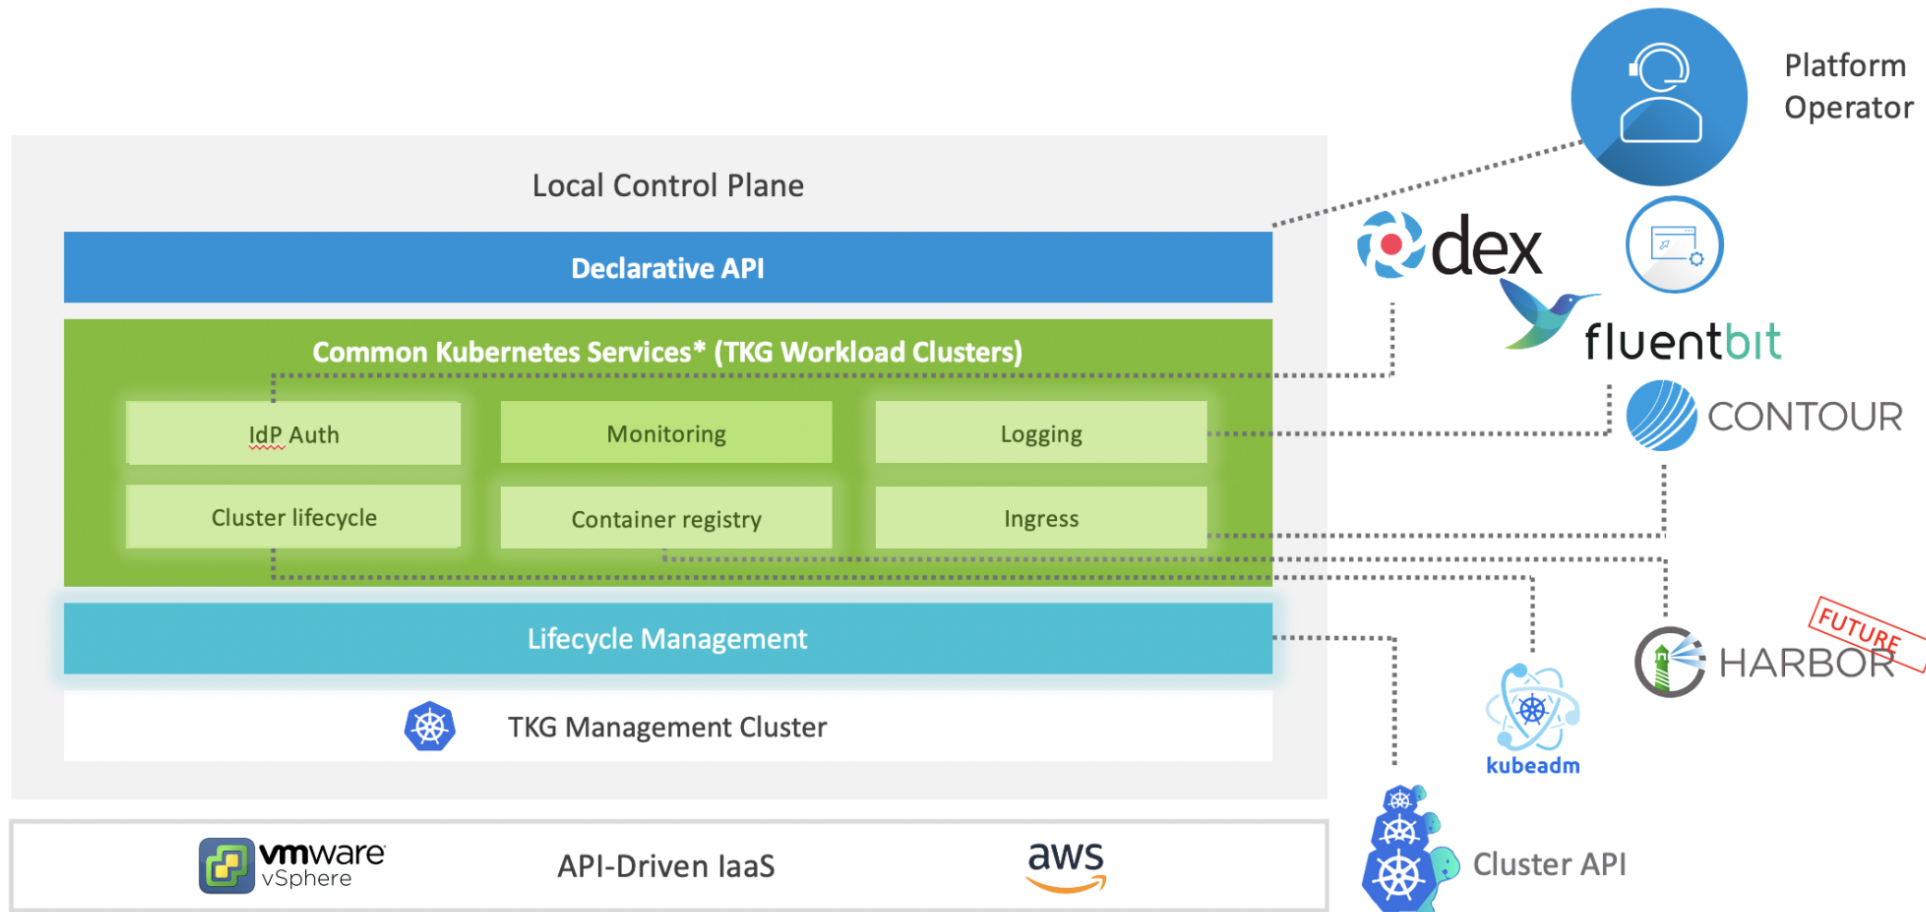 Platform
Operator
Local Control Plane
dex
Declarative API
fluentbit
Common Kubernetes Services* (TKG Workload Clusters)
CONTOUR
IdP Auth
Monitoring
Logging
Cluster lifecycle
Container registry
Ingress
FUTURE
Lifecycle Management
HARBOR
TKG Management Cluster
kubeadm
vmware
vSphere
API-Driven IaaS
aws
Cluster API